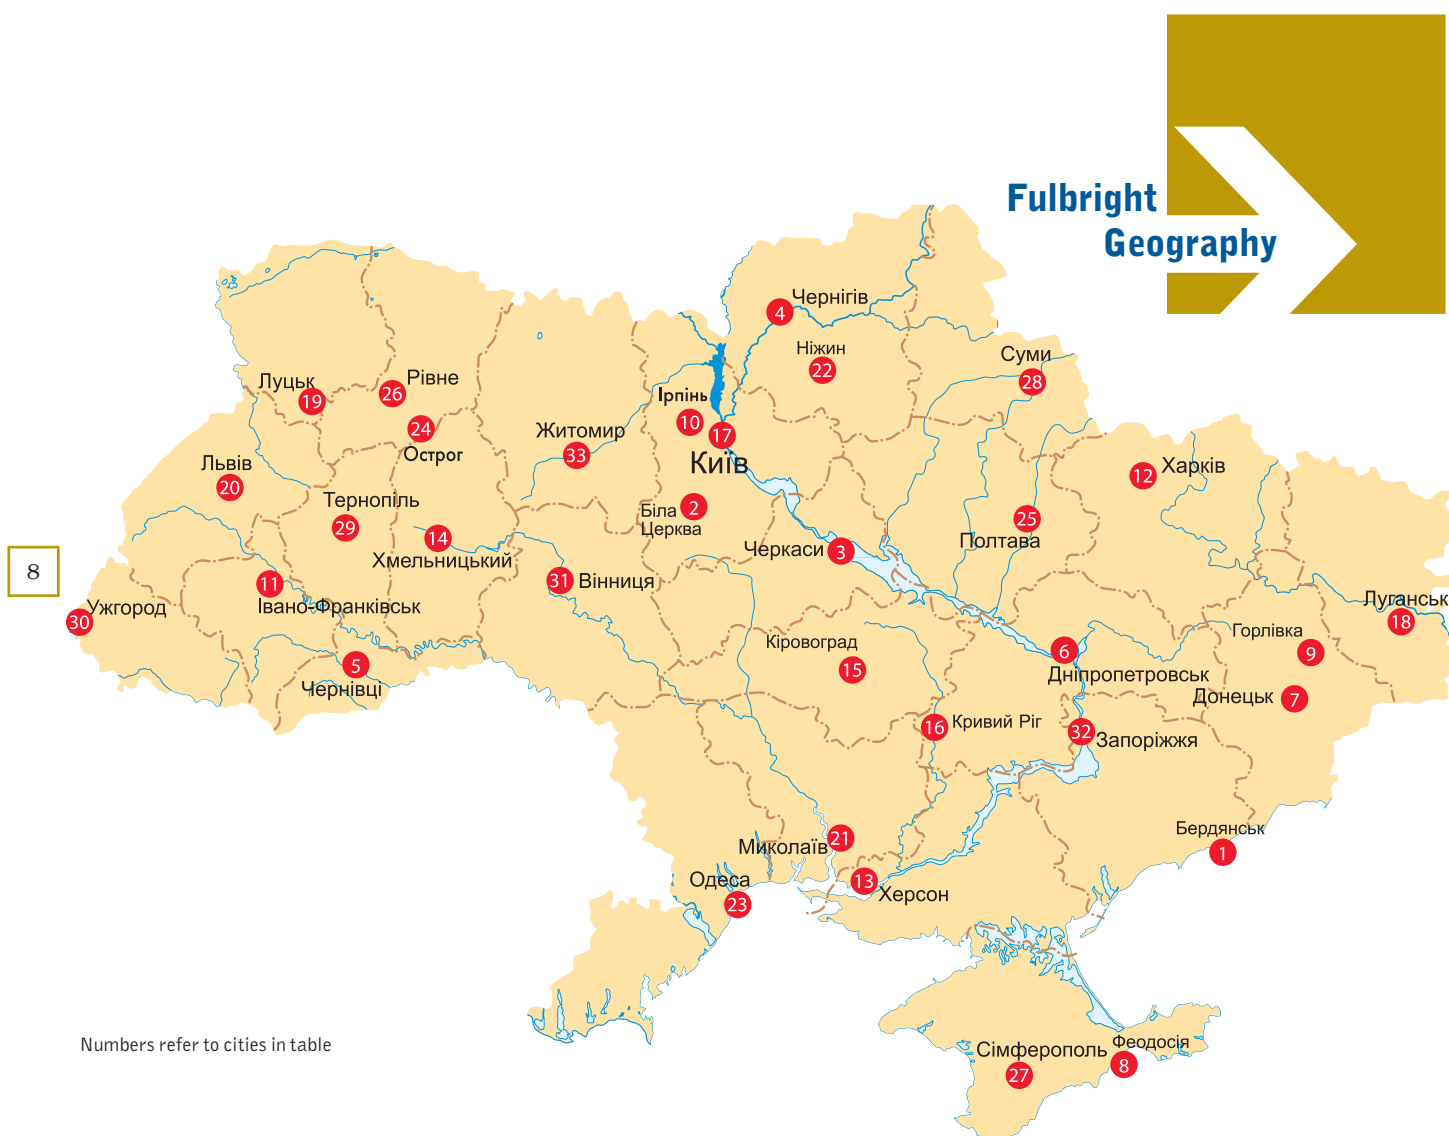 Fulbright
Geography
Чернігів
4
Ніжин
22
Суми
28
Луцьк
19
Рівне
26
24
Острог
Ірпінь
10
17
Київ
Житомир
33
Харків
12
Львів
20
Тернопіль
29
14
Хмельницький
Біла
Церква
2
25
Полтава
Черкаси
3
8
11
Івано-Франківськ
31
Вінниця
Ужгород
30
Луганськ
18
Горлівка
9
Кіровоград
15
6
Дніпропетровськ
5
Чернівці
Донецьк
7
16
Кривий Ріг
32
Запоріжжя
Бердянськ
1
Миколаїв
21
Одеса
23
13
Херсон
Numbers refer to cities in table
Сімферополь
27
Феодосія
8